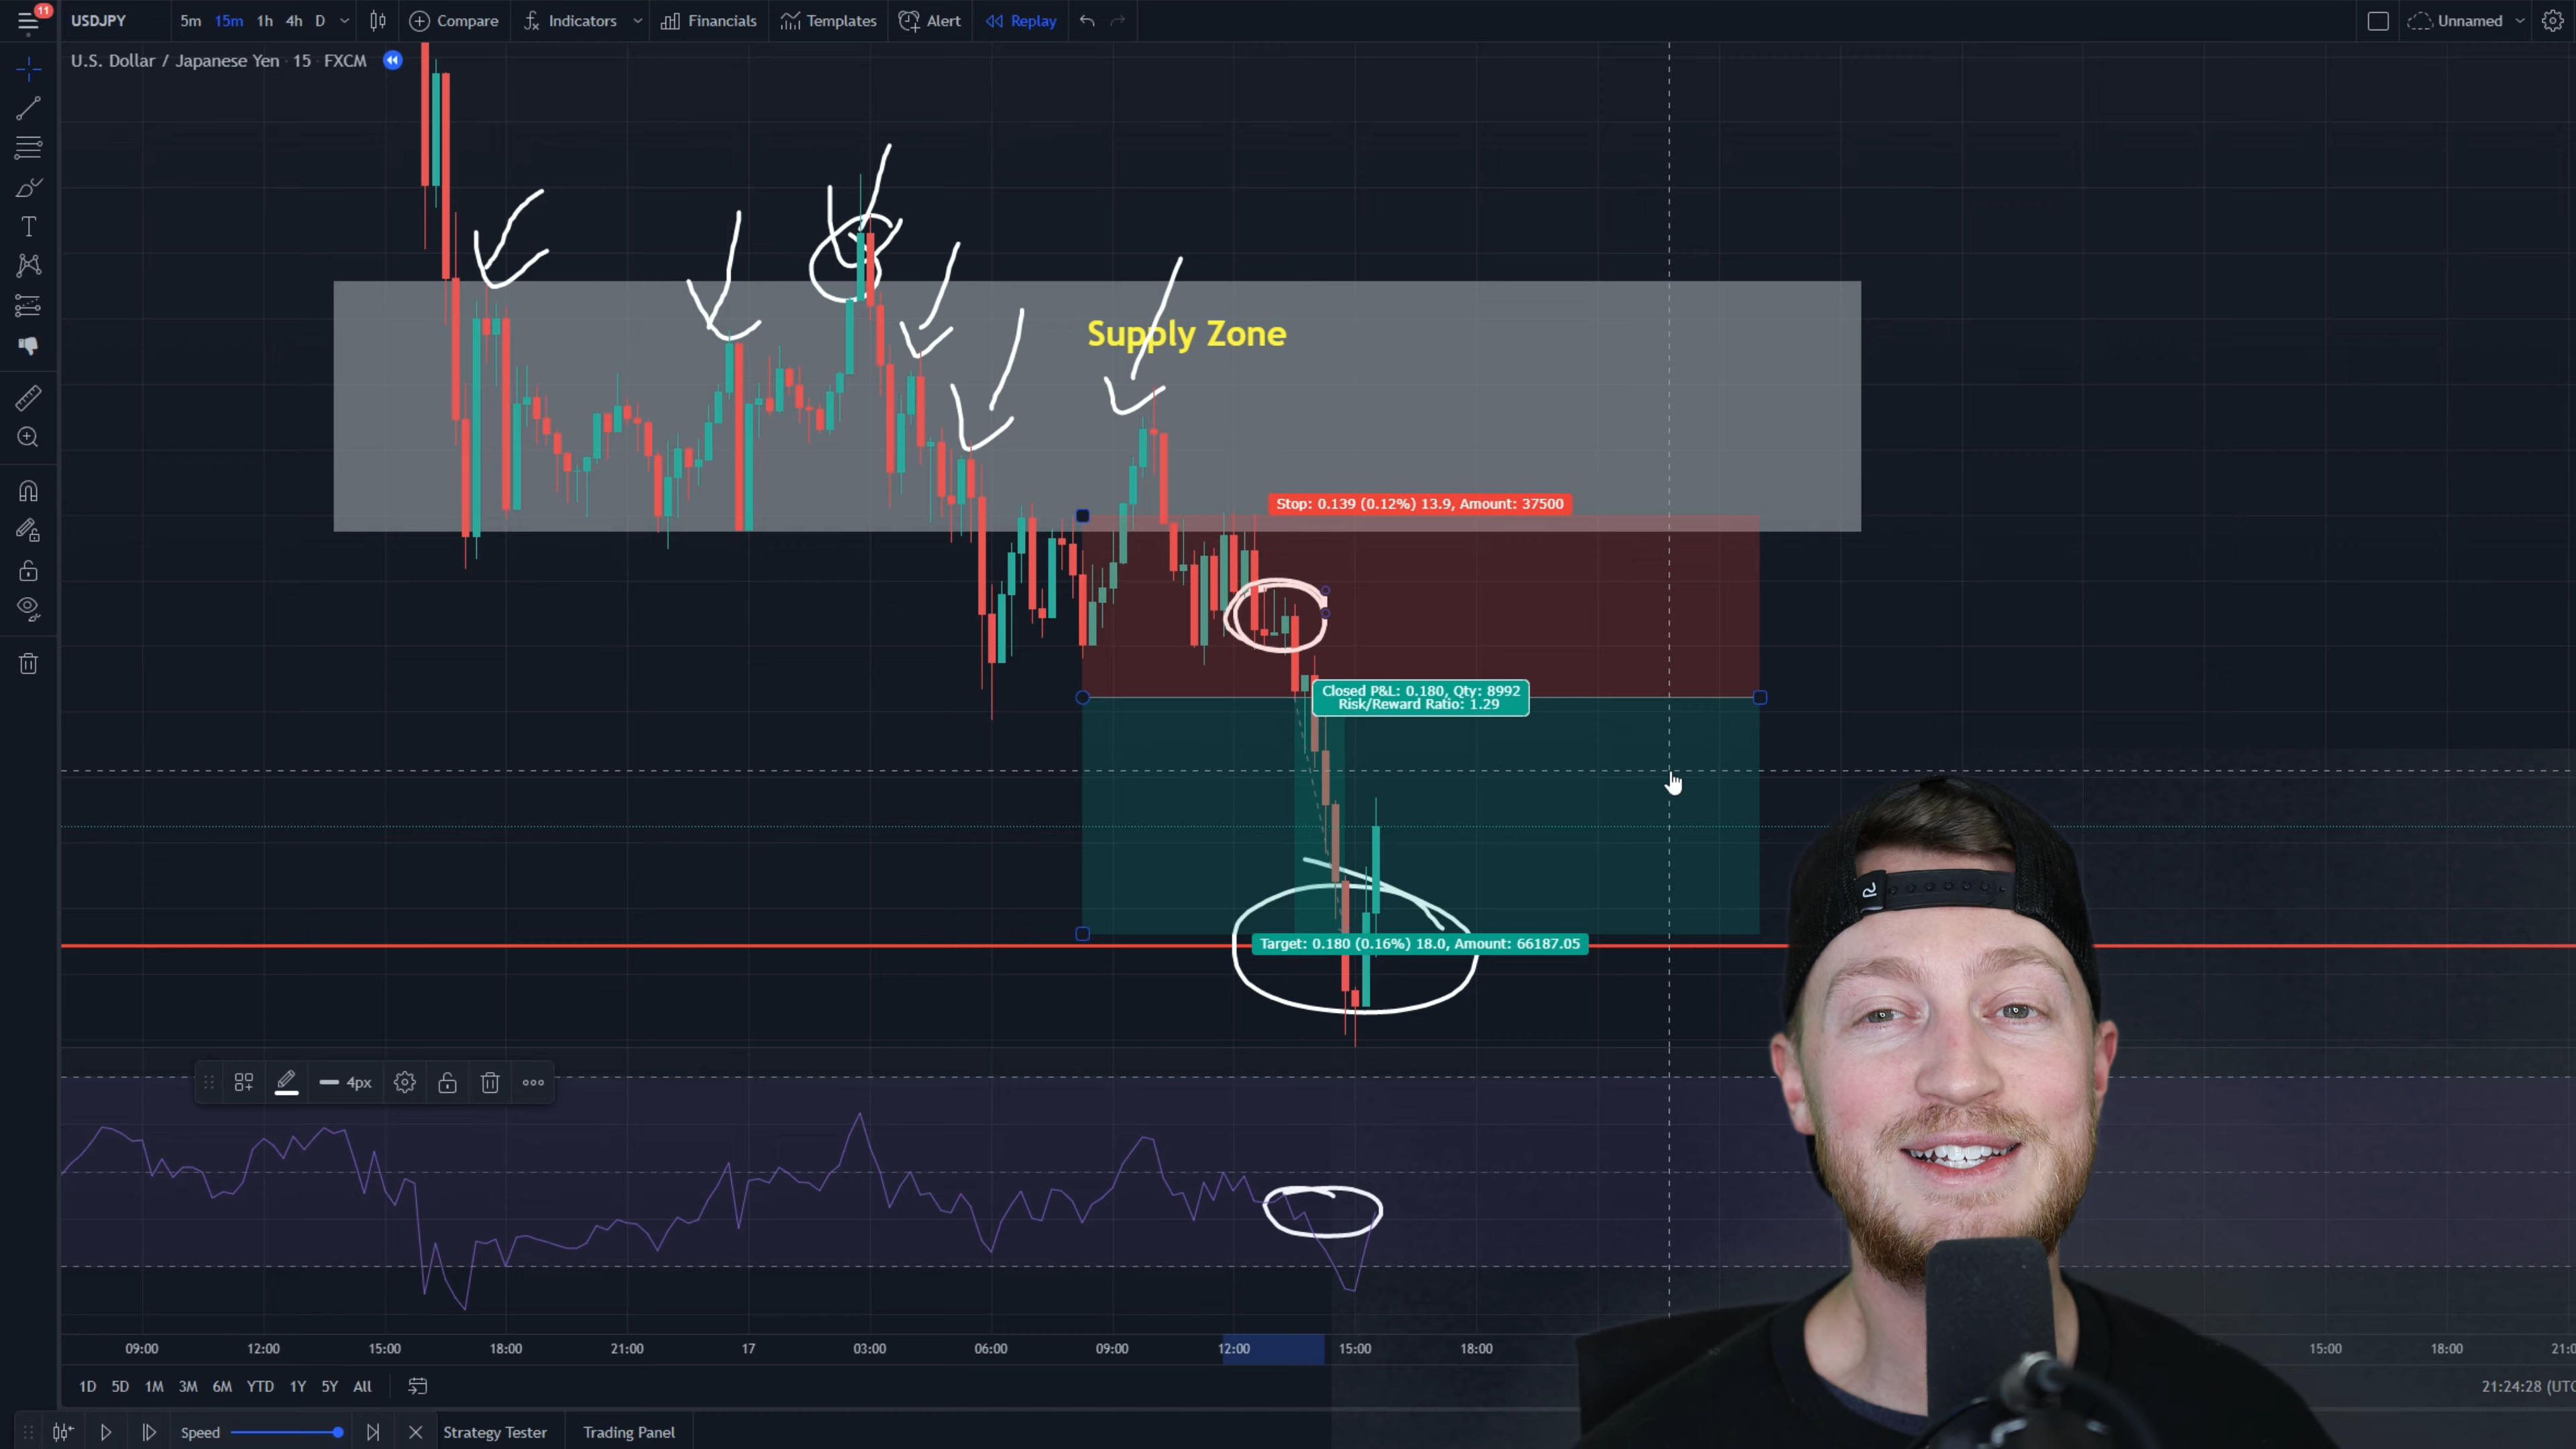 11
USDJPY
5m 15m 1h 4h D
Compare
Indicators
Financials
Templates
Alert
Replay
Unnamed
U.S. Dollar / Japanese Yen · 15 · FXCM
Supply Zone
Stop: 0.139 (0.12%) 13.9, Amount: 37500
Closed P&L: 0.180, Qty: 8992
Risk/Reward Ratio: 1.29
Target: 0.180 (0.16%) 18.0, Amount: 66187.05
4px
09:00 12:00 15:00 18:00 21:00 17 03:00 06:00 09:00 12:00 15:00 18:00 15:00 18:00 21:0
1D 5D 1M 3M 6M YTD 1Y 5Y All
21:24:28 (UTC
Speed
Strategy Tester
Trading Panel